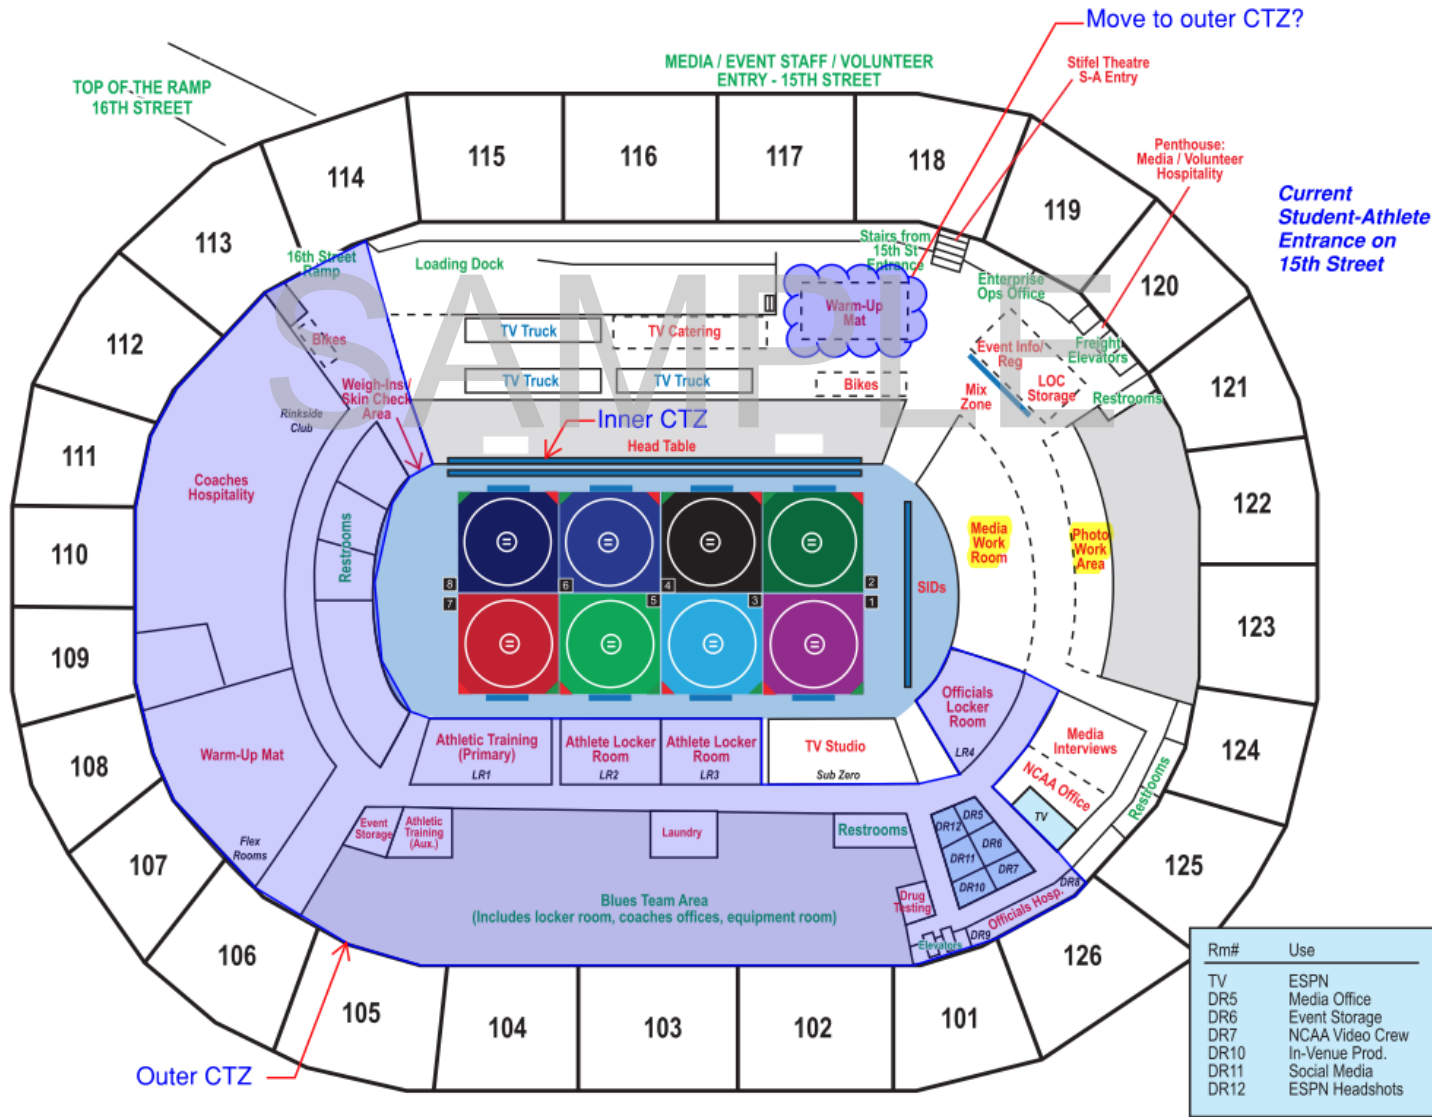 Move to outer CTZ?
MEDIA / EVENT STAFF / VOLUNTEER
ENTRY - 15TH STREET
Stifel Theatre
S-A Entry
TOP OF THE RAMP
16TH STREET
Penthouse:
Media / Volunteer
Hospitality
Current
Student-Athlete
Entrance on
15th Street
115
116
117
118
114
119
113
120
112
121
111
122
110
123
109
124
108
125
107
126
106
105
104
103
102
101
16th Street
Ramp
Loading Dock
Stairs from
15th St
Entrance
Enterprise
Ops Office
SAMPLE
Warm-Up
Mat
TV Truck
TV Catering
Bikes
Event Info/
Reg
Freight
Elevators
Weigh-Ins /
Skin Check
Area
TV Truck
TV Truck
Bikes
Mix
Zone
LOC
Storage
Restrooms
Rinkside
Club
Inner CTZ
Head Table
Coaches
Hospitality
Restrooms
8
6
4
2
7
5
3
1
SIDs
Media
Work
Room
Photo
Work
Area
Officials
Locker
Room
LR4
Warm-Up Mat
Athletic Training
(Primary)
LR1
Athlete Locker
Room
LR2
Athlete Locker
Room
LR3
TV Studio
Sub Zero
Media
Interviews
NCAA Office
TV
Restrooms
Flex
Rooms
Event
Storage
Athletic
Training
(Aux.)
Laundry
Restrooms
DR12
DR5
DR6
DR11
DR7
DR10
DR8
Blues Team Area
(Includes locker room, coaches offices, equipment room)
Drug
Testing
Officials Hosp.
DR9
Elevators
Outer CTZ
Rm# Use
TV ESPN
DR5 Media Office
DR6 Event Storage
DR7 NCAA Video Crew
DR10 In-Venue Prod.
DR11 Social Media
DR12 ESPN Headshots